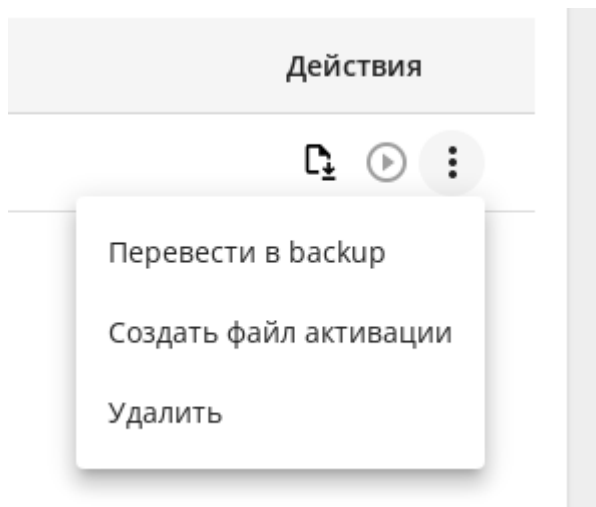 Действия
Перевести в backup
Создать файл активации
Удалить